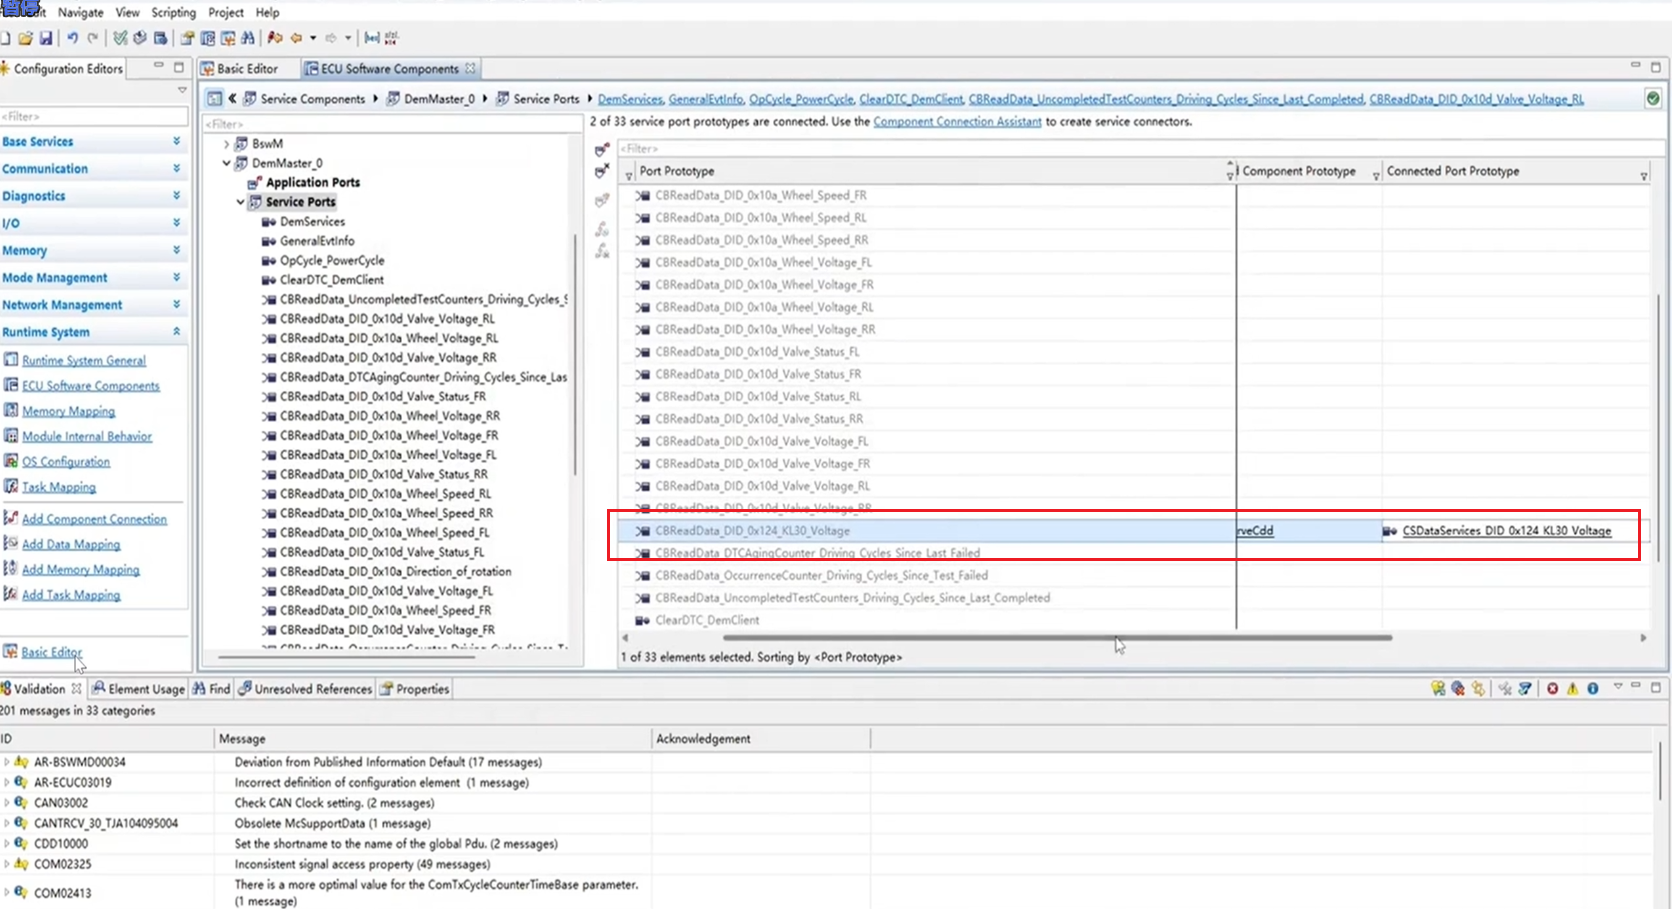 暂停
Edit Navigate View Scripting Project Help
Configuration Editors
Basic Editor ECU Software Components
<Filter>
Base Services
Communication
Diagnostics
I/O
Memory
Mode Management
Network Management
Runtime System
Runtime System General
ECU Software Components
Memory Mapping
Module Internal Behavior
OS Configuration
Task Mapping
Add Component Connection
Add Data Mapping
Add Memory Mapping
Add Task Mapping
Basic Editor
Service Components DemMaster_0 Service Ports DemServices, GeneralEvtInfo, OpCycle_PowerCycle, ClearDTC_DemClient, CBReadData_UncompletedTestCounters_Driving_Cycles_Since_Last_Completed, CBReadData_DID_0x10d_Valve_Voltage_RL
<Filter>
BswM
DemMaster_0
Application Ports
Service Ports
DemServices
GeneralEvtInfo
OpCycle_PowerCycle
ClearDTC_DemClient
CBReadData_UncompletedTestCounters_Driving_Cycles_S
CBReadData_DID_0x10d_Valve_Voltage_RL
CBReadData_DID_0x10a_Wheel_Voltage_RL
CBReadData_DID_0x10d_Valve_Voltage_RR
CBReadData_DTCAgingCounter_Driving_Cycles_Since_Las
CBReadData_DID_0x10d_Valve_Status_FR
CBReadData_DID_0x10a_Wheel_Voltage_RR
CBReadData_DID_0x10a_Wheel_Voltage_FR
CBReadData_DID_0x10a_Wheel_Voltage_FL
CBReadData_DID_0x10d_Valve_Status_RR
CBReadData_DID_0x10a_Wheel_Speed_RL
CBReadData_DID_0x10a_Wheel_Speed_RR
CBReadData_DID_0x10a_Wheel_Speed_FL
CBReadData_DID_0x10d_Valve_Status_FL
CBReadData_DID_0x10a_Direction_of_rotation
CBReadData_DID_0x10d_Valve_Voltage_FL
CBReadData_DID_0x10a_Wheel_Speed_FR
CBReadData_DID_0x10d_Valve_Voltage_FR
CBReadData_OccurrenceCounter_Driving_Cycles_Since_T
2 of 33 service port prototypes are connected. Use the Component Connection Assistant to create service connectors.
<Filter>
Port Prototype Component Prototype Connected Port Prototype
CBReadData_DID_0x10a_Wheel_Speed_FR
CBReadData_DID_0x10a_Wheel_Speed_RL
CBReadData_DID_0x10a_Wheel_Speed_RR
CBReadData_DID_0x10a_Wheel_Voltage_FL
CBReadData_DID_0x10a_Wheel_Voltage_FR
CBReadData_DID_0x10a_Wheel_Voltage_RL
CBReadData_DID_0x10a_Wheel_Voltage_RR
CBReadData_DID_0x10d_Valve_Status_FL
CBReadData_DID_0x10d_Valve_Status_FR
CBReadData_DID_0x10d_Valve_Status_RL
CBReadData_DID_0x10d_Valve_Status_RR
CBReadData_DID_0x10d_Valve_Voltage_FL
CBReadData_DID_0x10d_Valve_Voltage_FR
CBReadData_DID_0x10d_Valve_Voltage_RL
CBReadData_DID_0x10d_Valve_Voltage_RR
CBReadData_DID_0x124_KL30_Voltage rveCdd CSDataServices_DID_0x124_KL30_Voltage
CBReadData_DTCAgingCounter_Driving_Cycles_Since_Last_Failed
CBReadData_OccurrenceCounter_Driving_Cycles_Since_Test_Failed
CBReadData_UncompletedTestCounters_Driving_Cycles_Since_Last_Completed
ClearDTC_DemClient
1 of 33 elements selected. Sorting by <Port Prototype>
Validation Element Usage Find Unresolved References Properties
201 messages in 33 categories
ID Message Acknowledgement
AR-BSWMD00034 Deviation from Published Information Default (17 messages)
AR-ECUC03019 Incorrect definition of configuration element (1 message)
CAN03002 Check CAN Clock setting. (2 messages)
CANTRCV_30_TJA104095004 Obsolete McSupportData (1 message)
CDD10000 Set the shortname to the name of the global Pdu. (2 messages)
COM02325 Inconsistent signal access property (49 messages)
COM02413 There is a more optimal value for the ComTxCycleCounterTimeBase parameter.
(1 message)